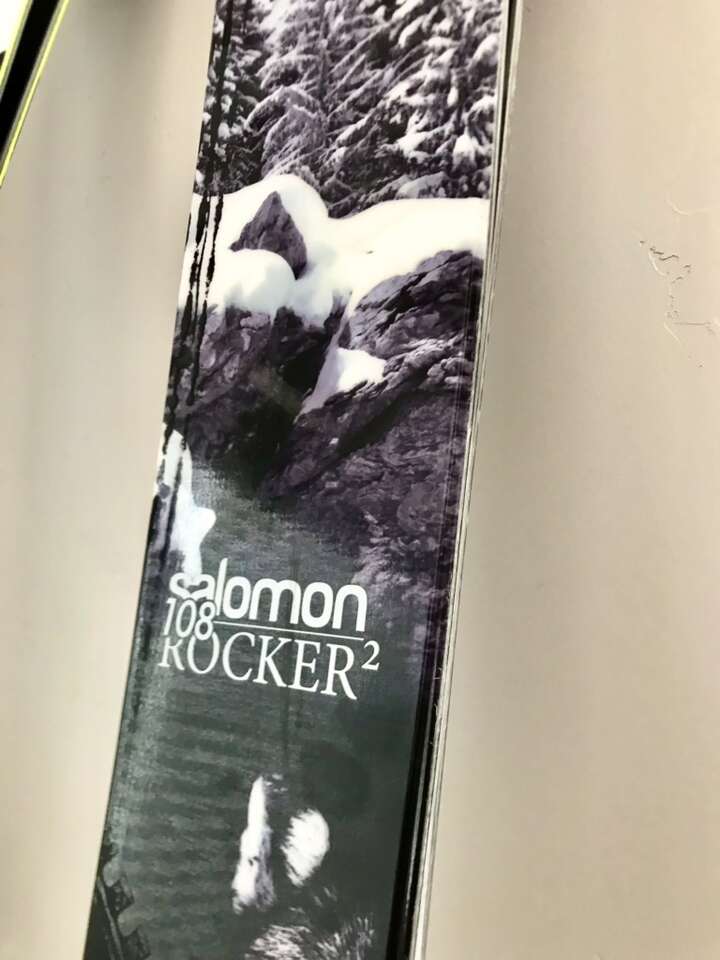 salomon
108
ROCKER²